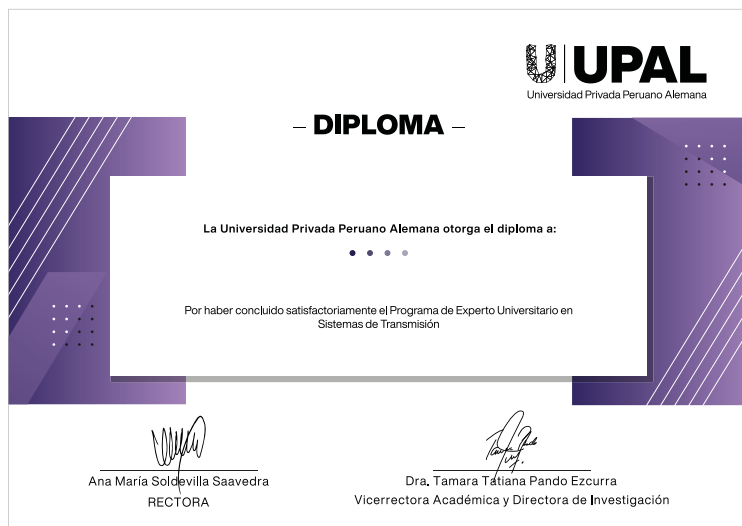 UPAL
Universidad Privada Peruano Alemana
– DIPLOMA –
La Universidad Privada Peruano Alemana otorga el diploma a:
Por haber concluido satisfactoriamente el Programa de Experto Universitario en
Sistemas de Transmisión
Ana María Soldevilla Saavedra
RECTORA
Dra. Tamara Tatiana Pando Ezcurra
Vicerrectora Académica y Directora de Investigación